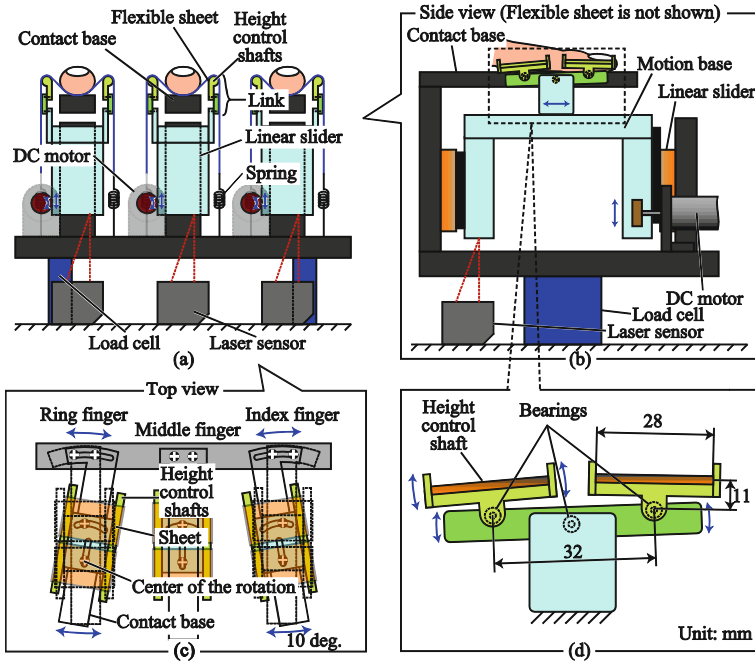 Flexible sheet
Height
control
shafts
Contact base
Link
Linear slider
DC motor
Spring
Load cell
Laser sensor
(a)
Side view (Flexible sheet is not shown)
Contact base
Motion base
Linear slider
DC motor
Load cell
Laser sensor
(b)
Top view
Ring finger
Index finger
Middle finger
Height
control
shafts
Sheet
Center of the rotation
Contact base
10 deg.
(c)
Height
control
shaft
Bearings
28
11
32
Unit: mm
(d)